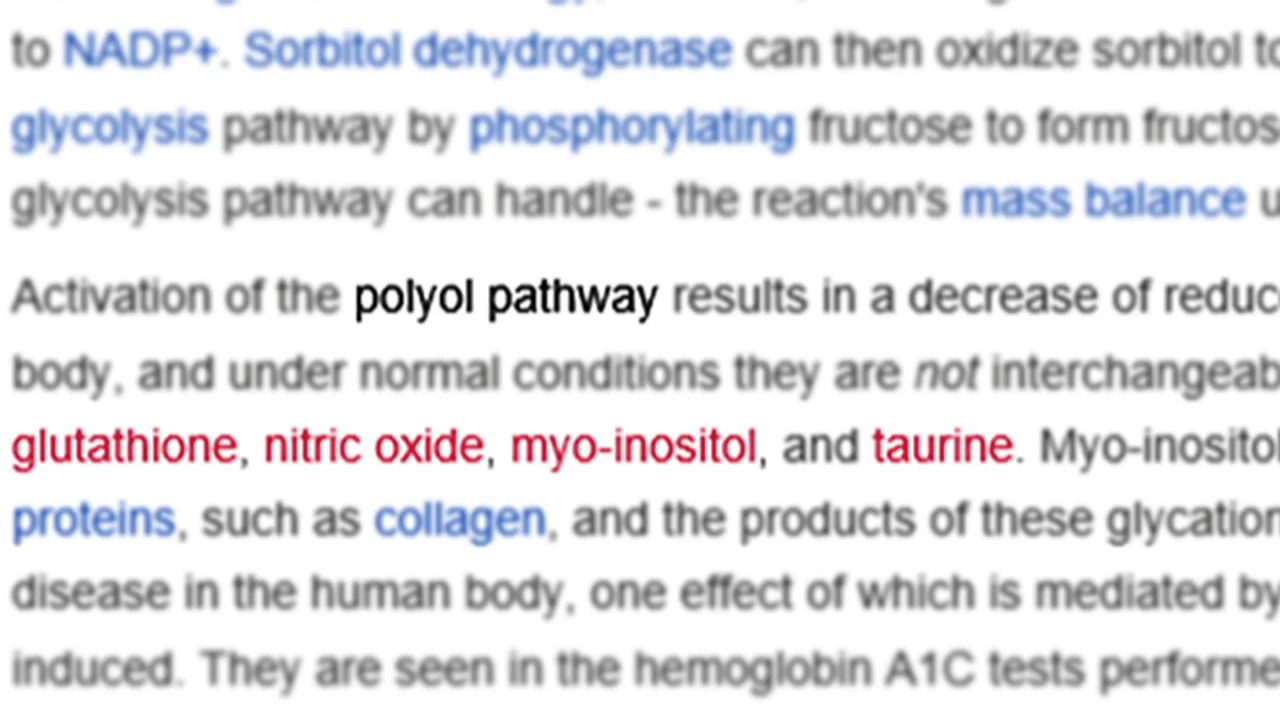 to NADP+. Sorbitol dehydrogenase can then oxidize sorbitol to
glycolysis pathway by phosphorylating fructose to form fructos
glycolysis pathway can handle - the reaction's mass balance u
Activation of the polyol pathway results in a decrease of reduc
body, and under normal conditions they are not interchangeab
glutathione, nitric oxide, myo-inositol, and taurine. Myo-inositol
proteins, such as collagen, and the products of these glycation
disease in the human body, one effect of which is mediated by
induced. They are seen in the hemoglobin A1C tests performe